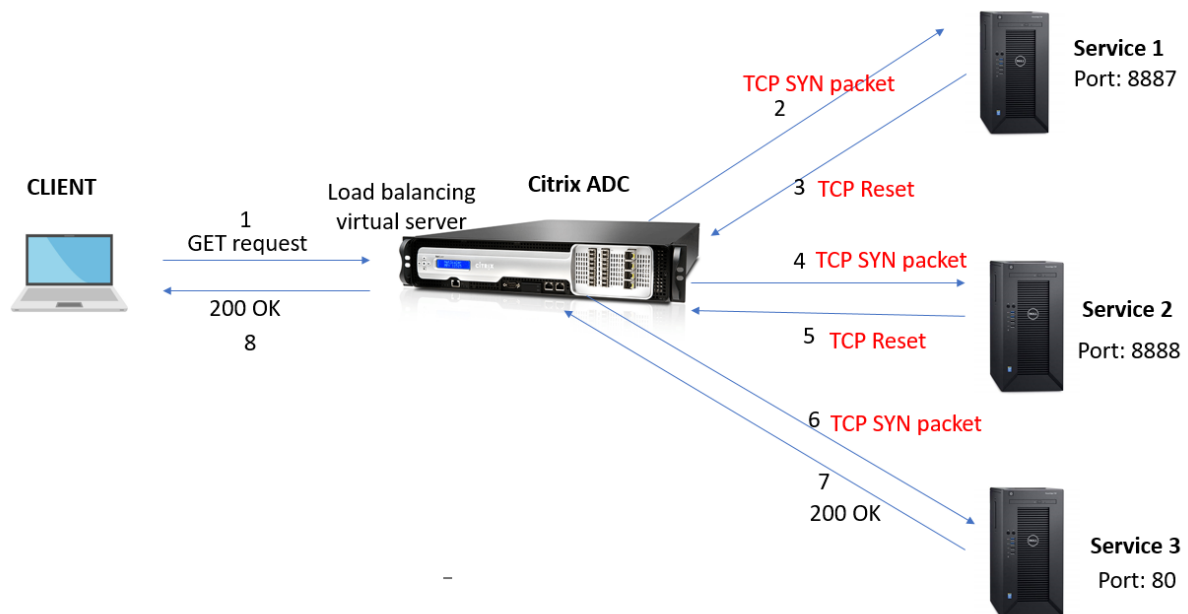 Service 1
Port: 8887
TCP SYN packet
2
CLIENT
Load balancing
virtual server
Citrix ADC
3 TCP Reset
1
GET request
4 TCP SYN packet
200 OK
8
5 TCP Reset
Service 2
Port: 8888
6 TCP SYN packet
7
200 OK
Service 3
Port: 80